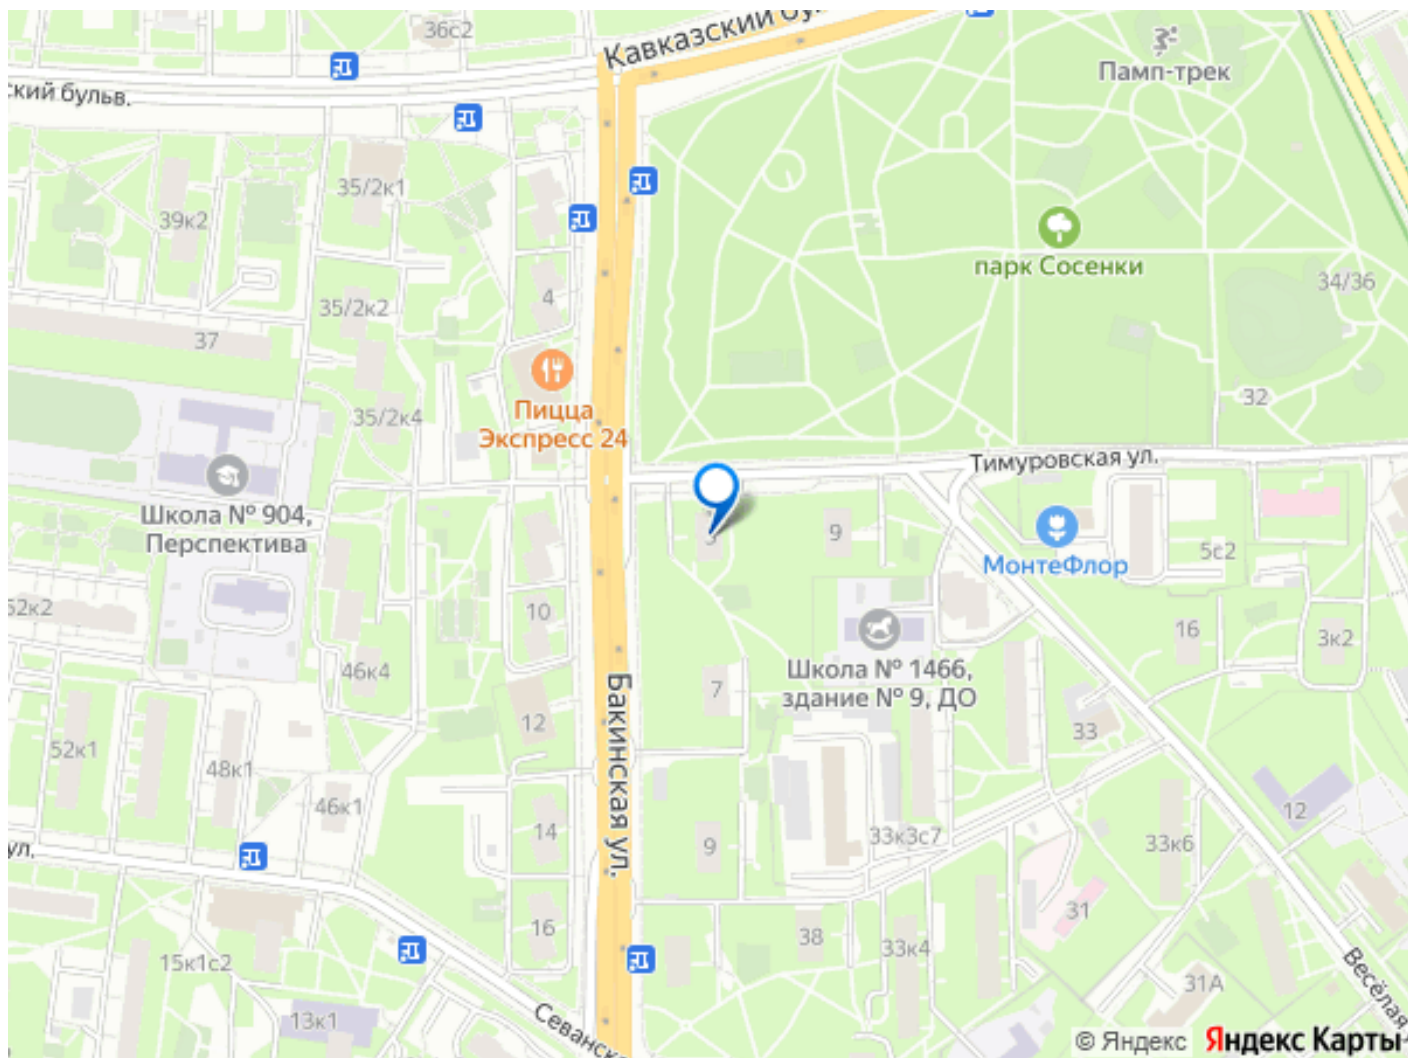 36с2
Кавказский бу
Памп-трек
ский бульв.
35/2к1
39к2
парк Сосенки
34/36
4
35/2к2
37
32
35/2к4
Пицца
Экспресс 24
Тимуровская ул.
Школа № 904,
Перспектива
9
5с2
МонтеФлор
52к2
10
16
3к2
46к4
Школа № 1466,
здание № 9, ДО
7
12
33
52к1
48к1
Бакинская ул.
46к1
14
9
33к3с7
33к6
12
ул.
31
16
38
33к4
15к1с2
31А
Весёлая
13к1
Севанск
© Яндекс
Яндекс Карты